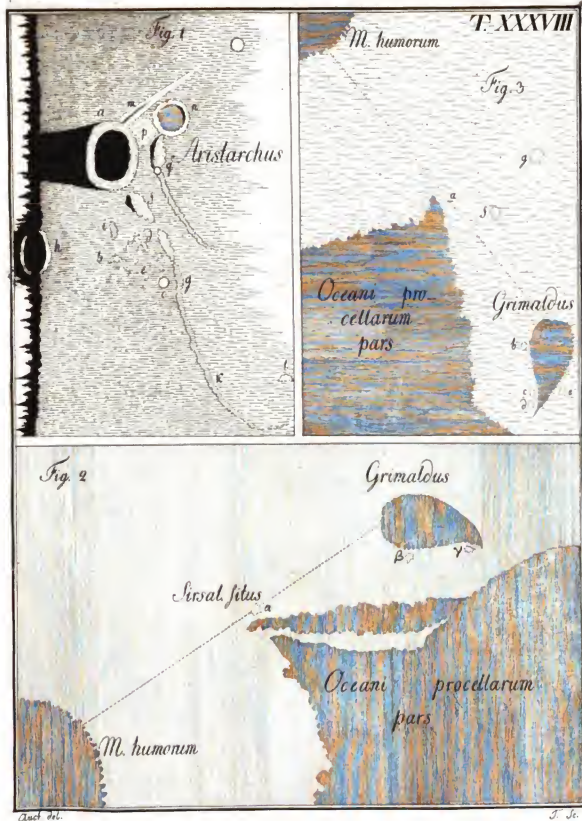 T. XXXVIII
Fig. 1
m
n
a
p
Aristarchus
q
h
g
K
Fig. 3
M. humorum
g
f
a
Oceani pro-
cellarum
pars
Grimaldus
b
c
e
d
Fig. 2
Grimaldus
β
γ
Sirsal. situs
a
Oceani procellarum
pars
M. humorum
Auct. del.
T. Sc.